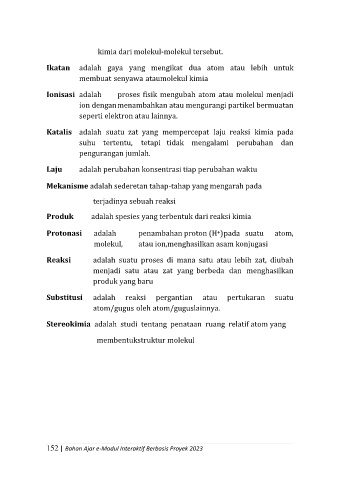 kimia dari molekul-molekul tersebut.
Ikatan adalah gaya yang mengikat dua atom atau lebih untuk
membuat senyawa ataumolekul kimia
Ionisasi adalah proses fisik mengubah atom atau molekul menjadi
ion dengan menambahkan atau mengurangi partikel bermuatan
seperti elektron atau lainnya.
Katalis adalah suatu zat yang mempercepat laju reaksi kimia pada
suhu tertentu, tetapi tidak mengalami perubahan dan
pengurangan jumlah.
Laju adalah perubahan konsentrasi tiap perubahan waktu
Mekanisme adalah sederetan tahap-tahap yang mengarah pada
terjadinya sebuah reaksi
Produk adalah spesies yang terbentuk dari reaksi kimia
Protonasi adalah penambahan proton (H⁺)pada suatu atom,
molekul, atau ion,menghasilkan asam konjugasi
Reaksi adalah suatu proses di mana satu atau lebih zat, diubah
menjadi satu atau zat yang berbeda dan menghasilkan
produk yang baru
Substitusi adalah reaksi pergantian atau pertukaran suatu
atom/gugus oleh atom/guguslainnya.
Stereokimia adalah studi tentang penataan ruang relatif atom yang
membentukstruktur molekul
152 | Bahan Ajar e-Modul Interaktif Berbasis Proyek 2023